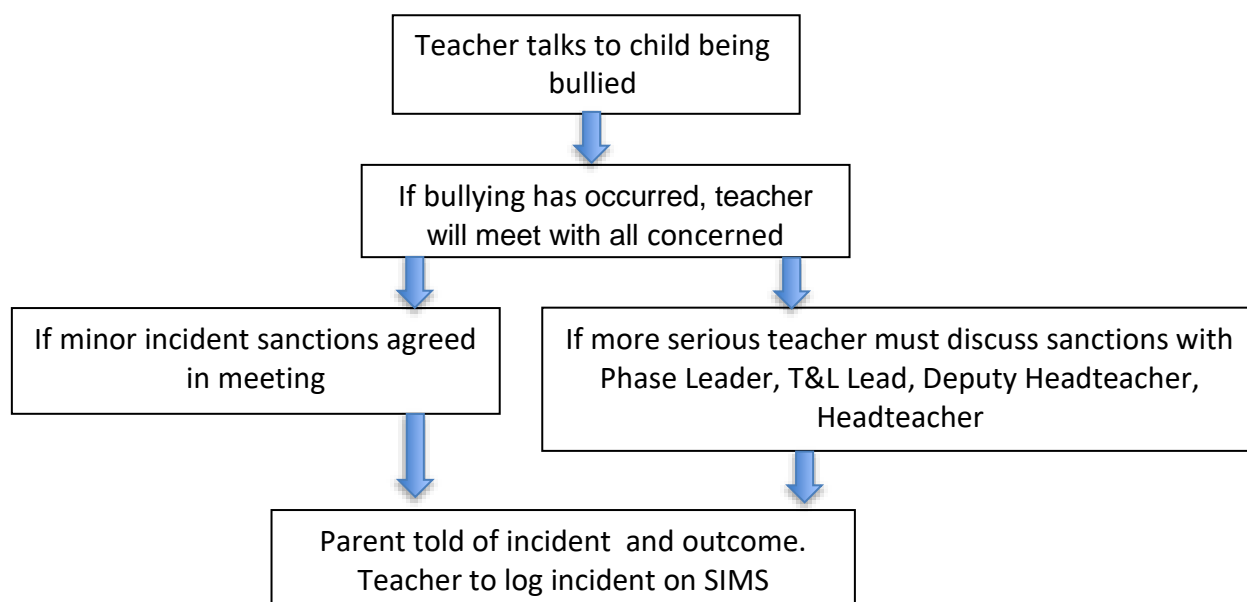 Teacher talks to child being
bullied
If bullying has occurred, teacher
will meet with all concerned
If minor incident sanctions agreed
in meeting
If more serious teacher must discuss sanctions with
Phase Leader, T&L Lead, Deputy Headteacher,
Headteacher
Parent told of incident and outcome.
Teacher to log incident on SIMS